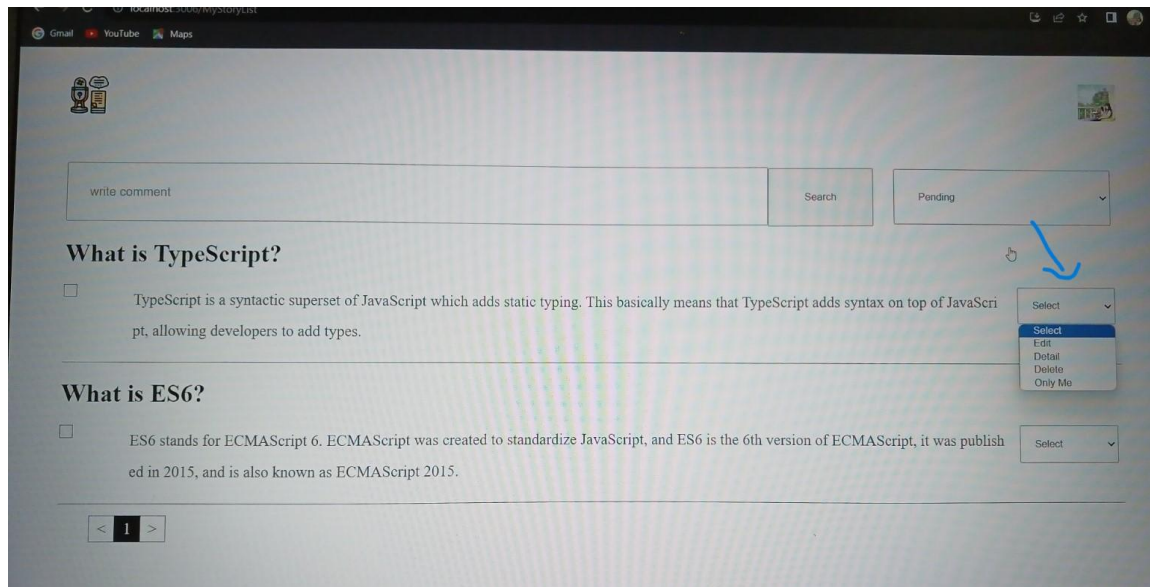 localhost:3006/MyStoryList
Gmail YouTube Maps
write comment
Search
Pending
What is TypeScript?
TypeScript is a syntactic superset of JavaScript which adds static typing. This basically means that TypeScript adds syntax on top of JavaScri
pt, allowing developers to add types.
Select
Select
Edit
Detail
Delete
Only Me
What is ES6?
ES6 stands for ECMAScript 6. ECMAScript was created to standardize JavaScript, and ES6 is the 6th version of ECMAScript, it was publish
ed in 2015, and is also known as ECMAScript 2015.
Select
< 1 >